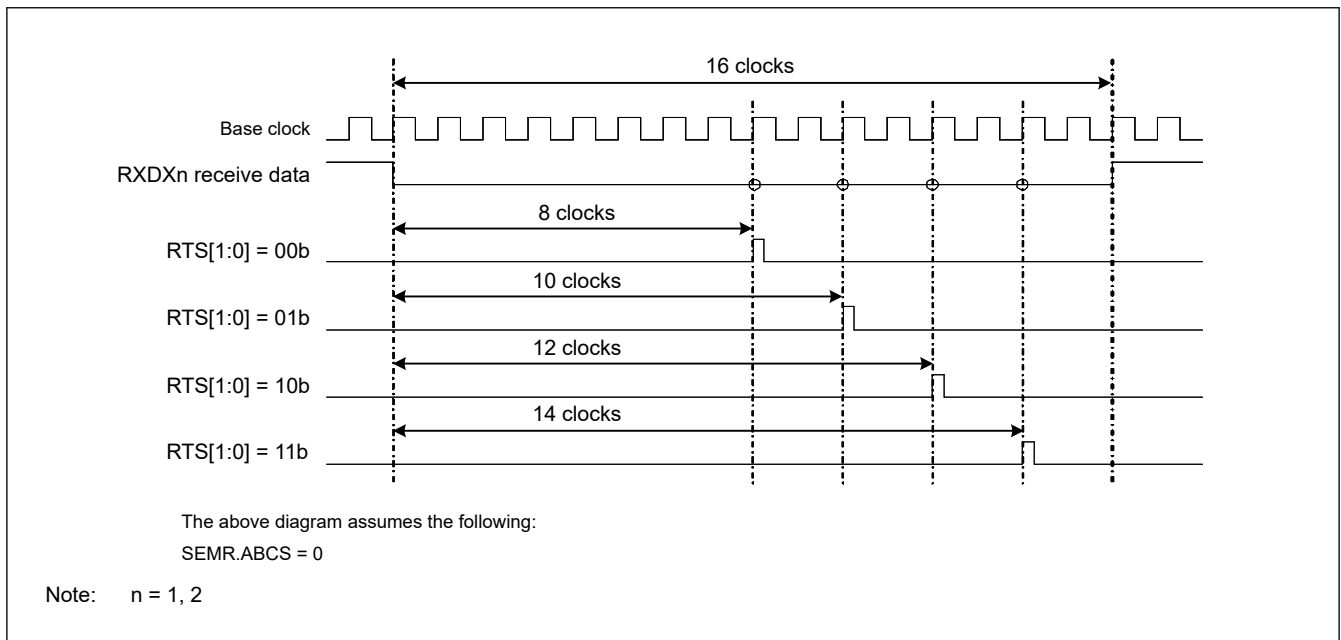 16 clocks
Base clock
RXDXn receive data
8 clocks
RTS[1:0] = 00b
10 clocks
RTS[1:0] = 01b
12 clocks
RTS[1:0] = 10b
14 clocks
RTS[1:0] = 11b
The above diagram assumes the following:
SEMR.ABCS = 0
Note: n = 1, 2